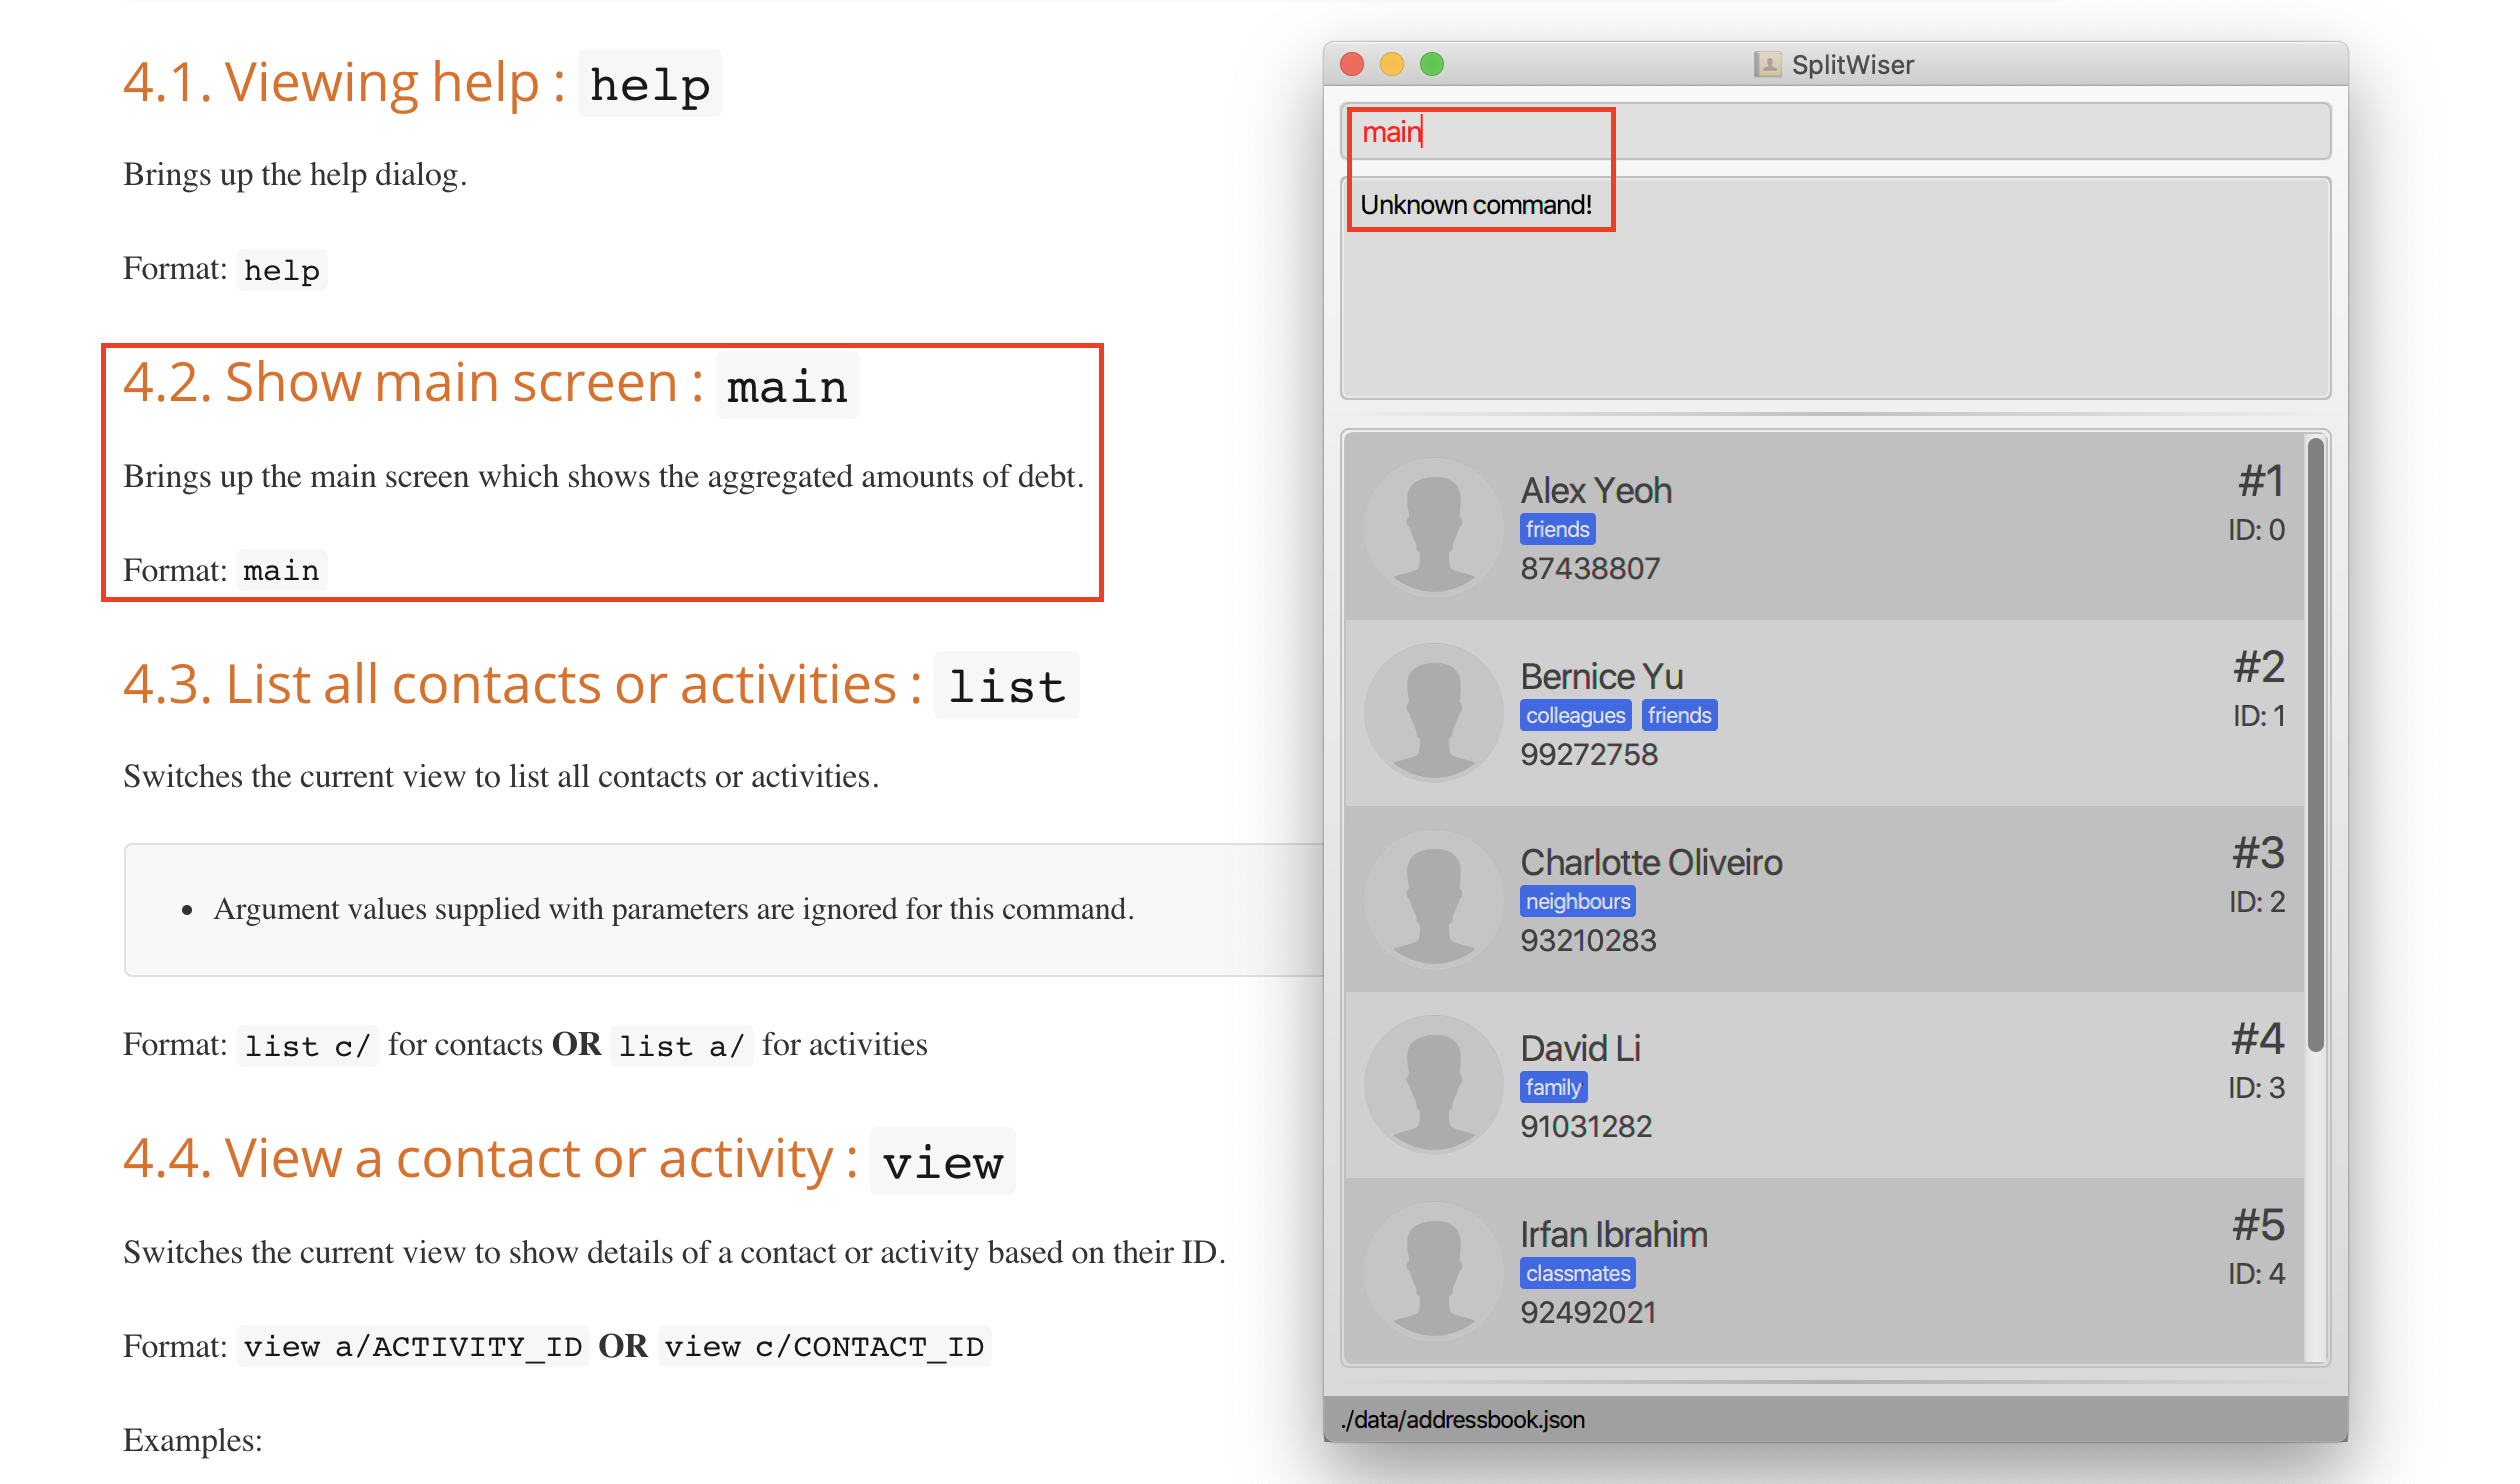 4.1. Viewing help : help
Brings up the help dialog.
Format: help
4.2. Show main screen : main
Brings up the main screen which shows the aggregated amounts of debt.
Format: main
4.3. List all contacts or activities : list
Switches the current view to list all contacts or activities.
• Argument values supplied with parameters are ignored for this command.
Format: list c/ for contacts OR list a/ for activities
4.4. View a contact or activity : view
Switches the current view to show details of a contact or activity based on their ID.
Format: view a/ACTIVITY_ID OR view c/CONTACT_ID
Examples:
SplitWiser
main
Unknown command!
Alex Yeoh
#1
friends
ID: 0
87438807
Bernice Yu
#2
colleagues friends
ID: 1
99272758
Charlotte Oliveiro
#3
neighbours
ID: 2
93210283
David Li
#4
family
ID: 3
91031282
Irfan Ibrahim
#5
classmates
ID: 4
92492021
./data/addressbook.json